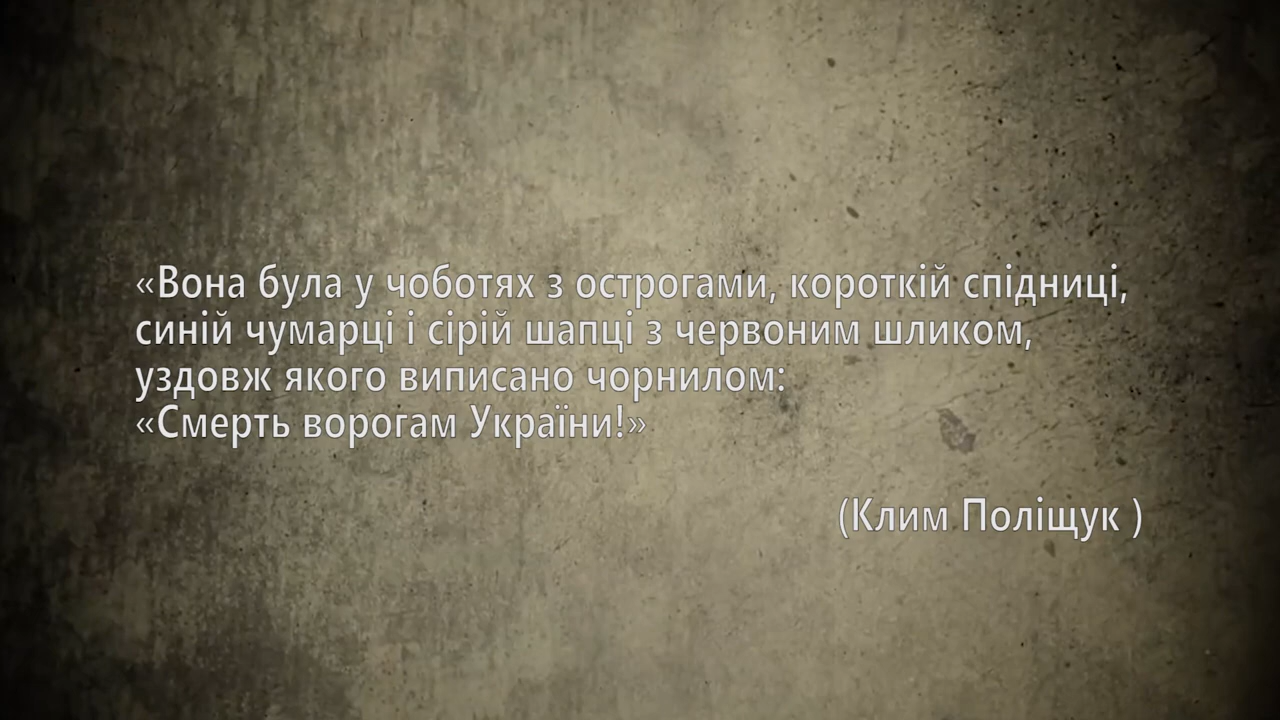 «Вона була у чоботях з острогами, короткій спідниці,
синій чумарці і сірій шапці з червоним шликом,
уздовж якого виписано чорнилом:
«Смерть ворогам України!»
(Клим Поліщук )